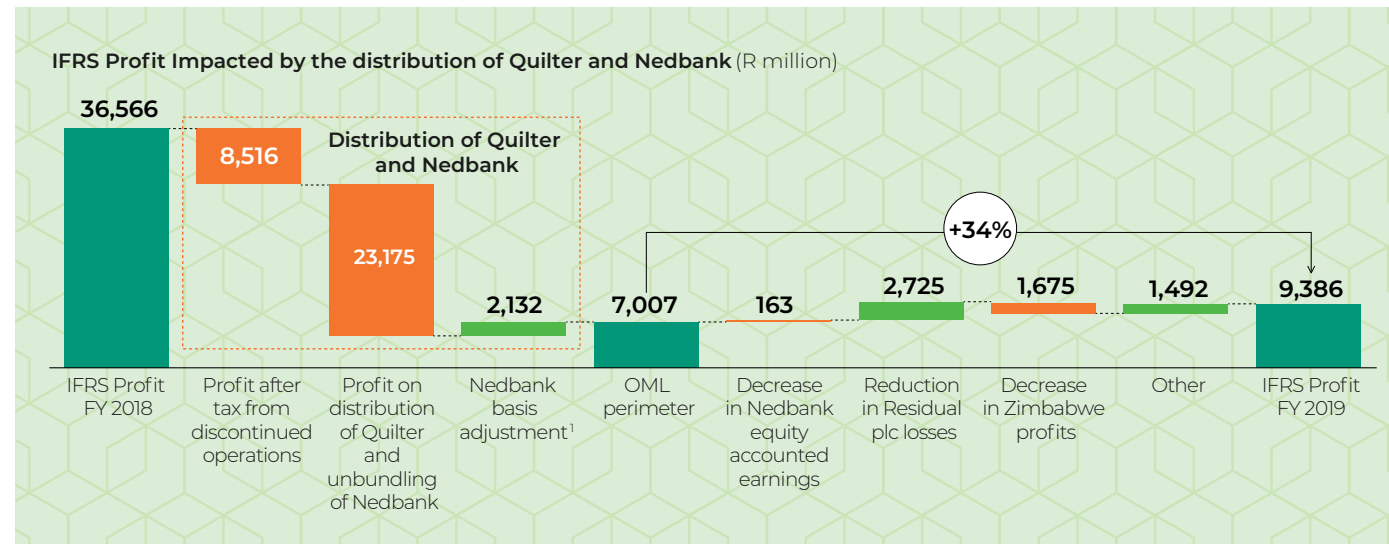 IFRS Profit Impacted by the distribution of Quilter and Nedbank (R million)
36,566
8,516
Distribution of Quilter
and Nedbank
23,175
2,132
7,007
+34%
163
2,725
1,675
1,492
9,386
IFRS Profit
FY 2018
Profit after
tax from
discontinued
operations
Profit on
distribution
of Quilter
and
unbundling
of Nedbank
Nedbank
basis
adjustment¹
OML
perimeter
Decrease
in Nedbank
equity
accounted
earnings
Reduction
in Residual
plc losses
Decrease
in Zimbabwe
profits
Other
IFRS Profit
FY 2019